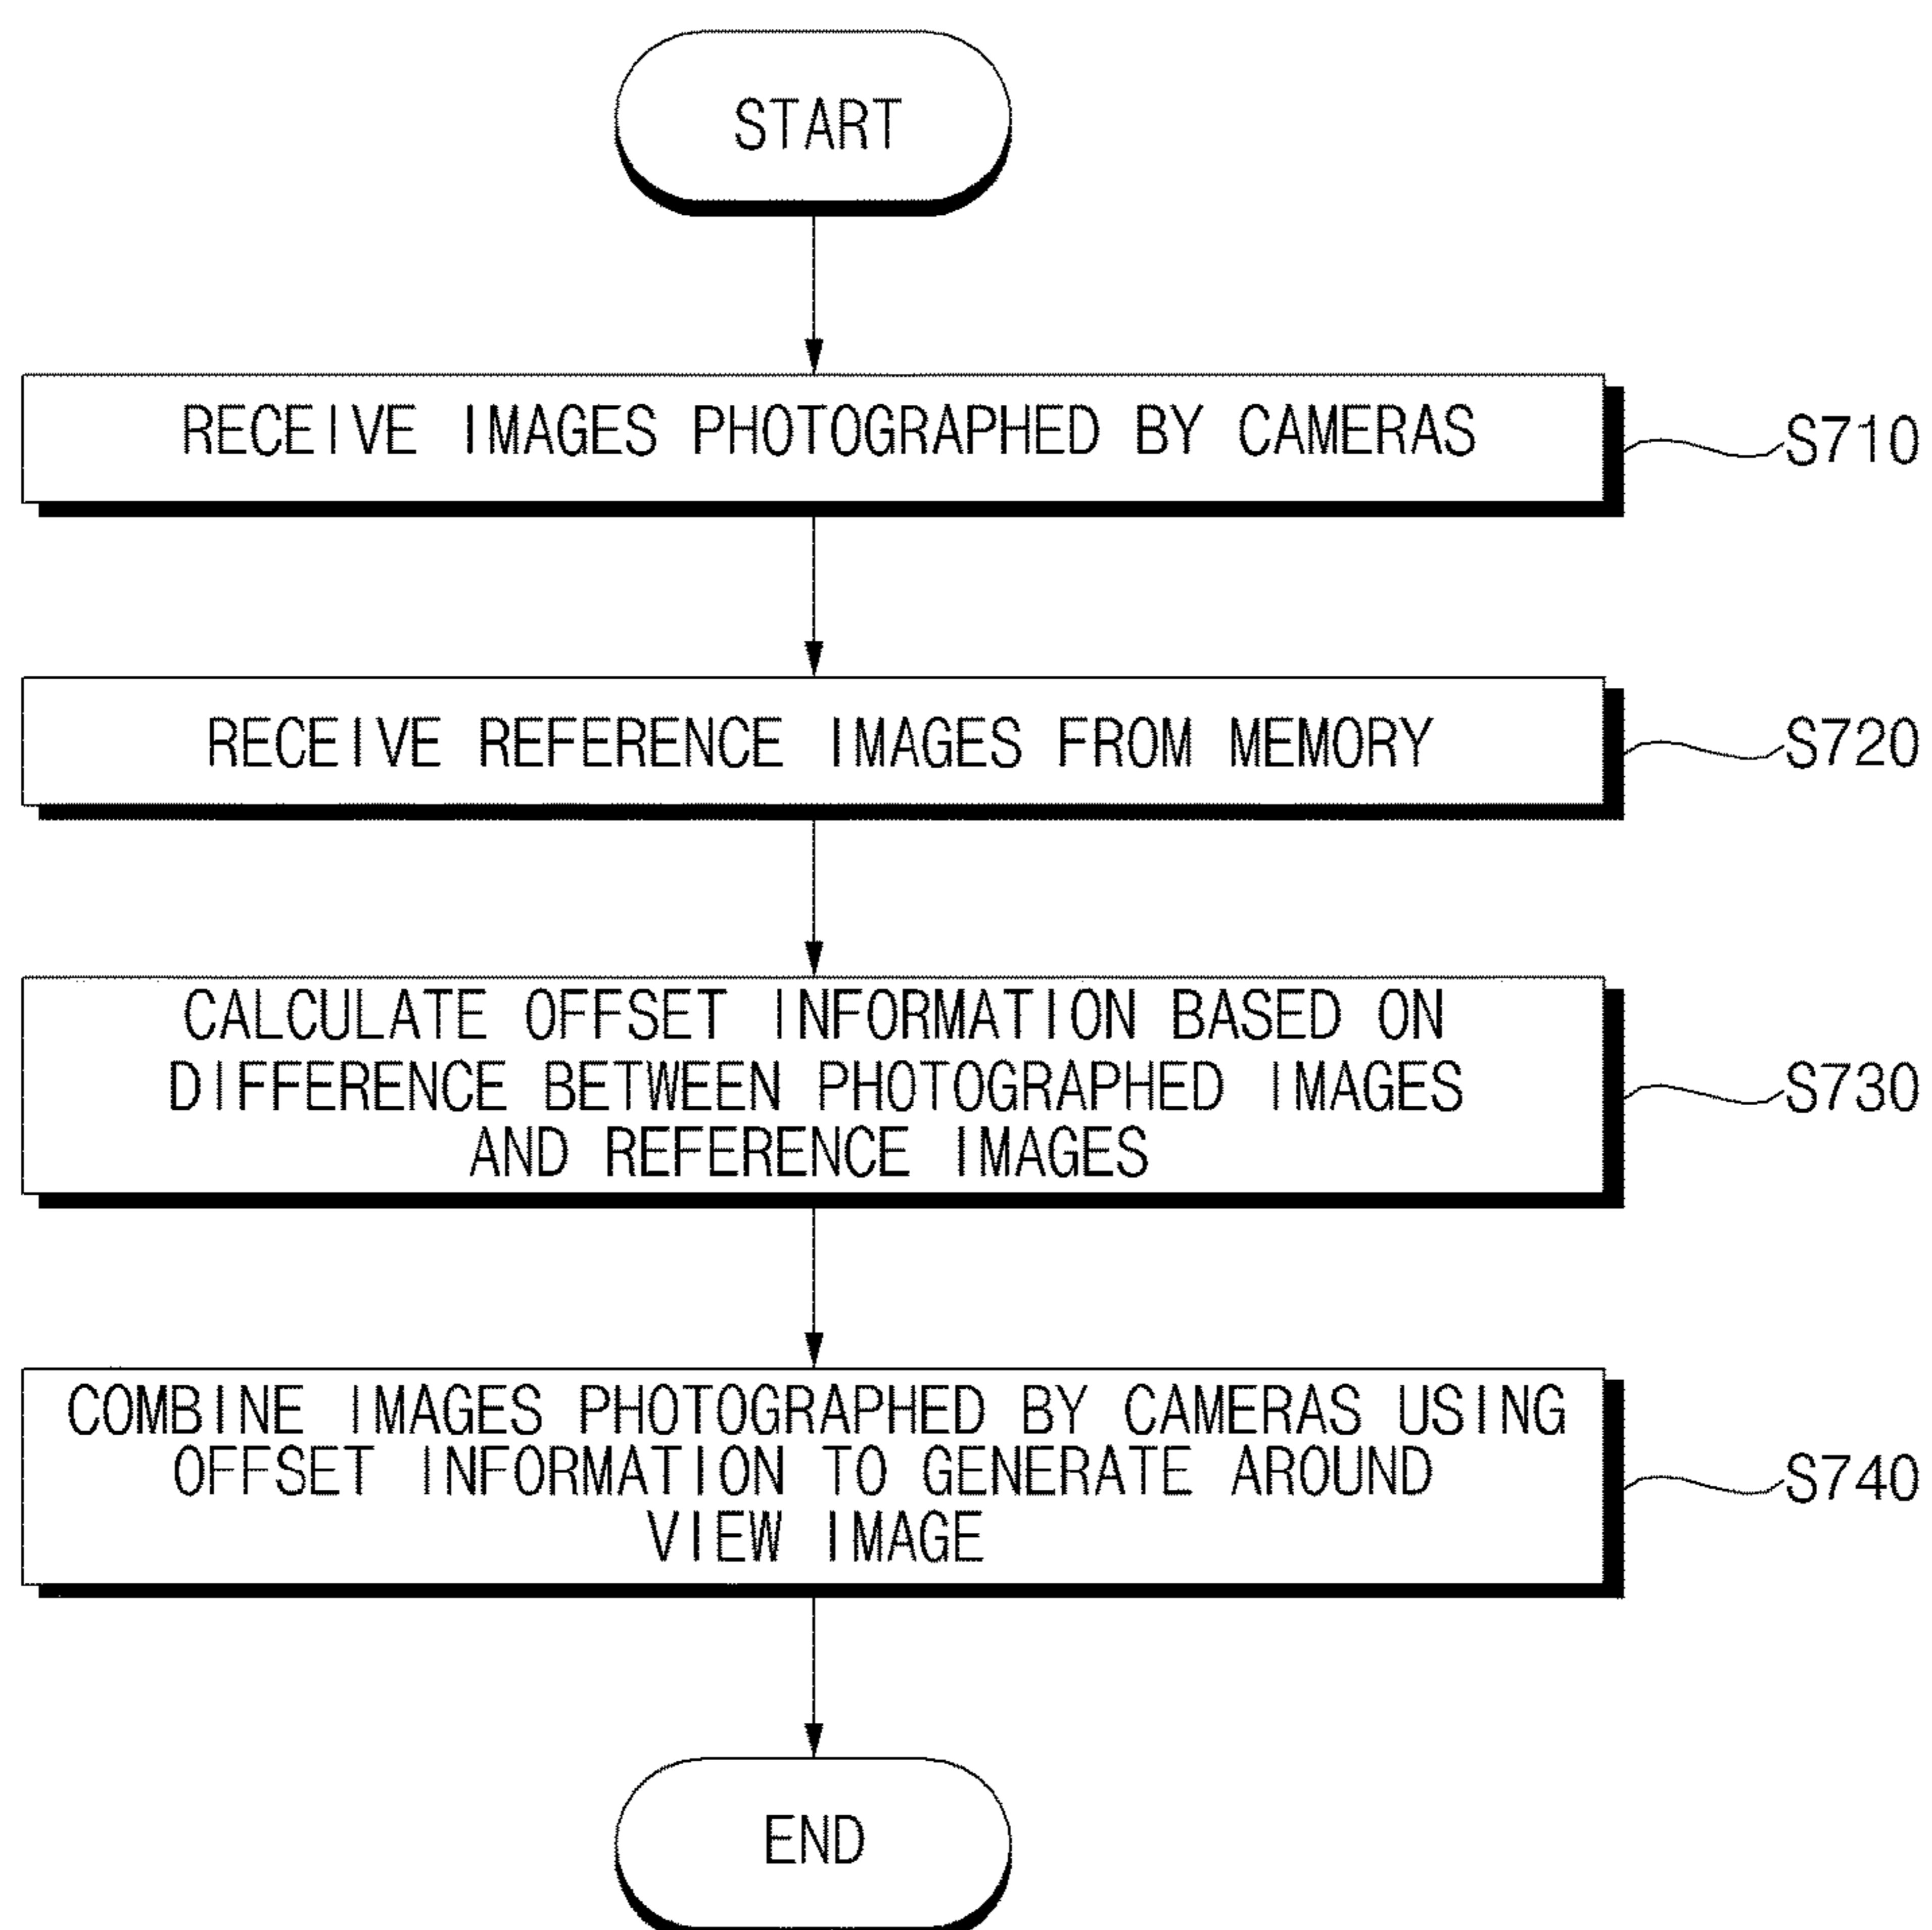 START
RECEIVE IMAGES PHOTOGRAPHED BY CAMERAS
S710
RECEIVE REFERENCE IMAGES FROM MEMORY
S720
CALCULATE OFFSET INFORMATION BASED ON
DIFFERENCE BETWEEN PHOTOGRAPHED IMAGES
AND REFERENCE IMAGES
S730
COMBINE IMAGES PHOTOGRAPHED BY CAMERAS USING
OFFSET INFORMATION TO GENERATE AROUND
VIEW IMAGE
S740
END